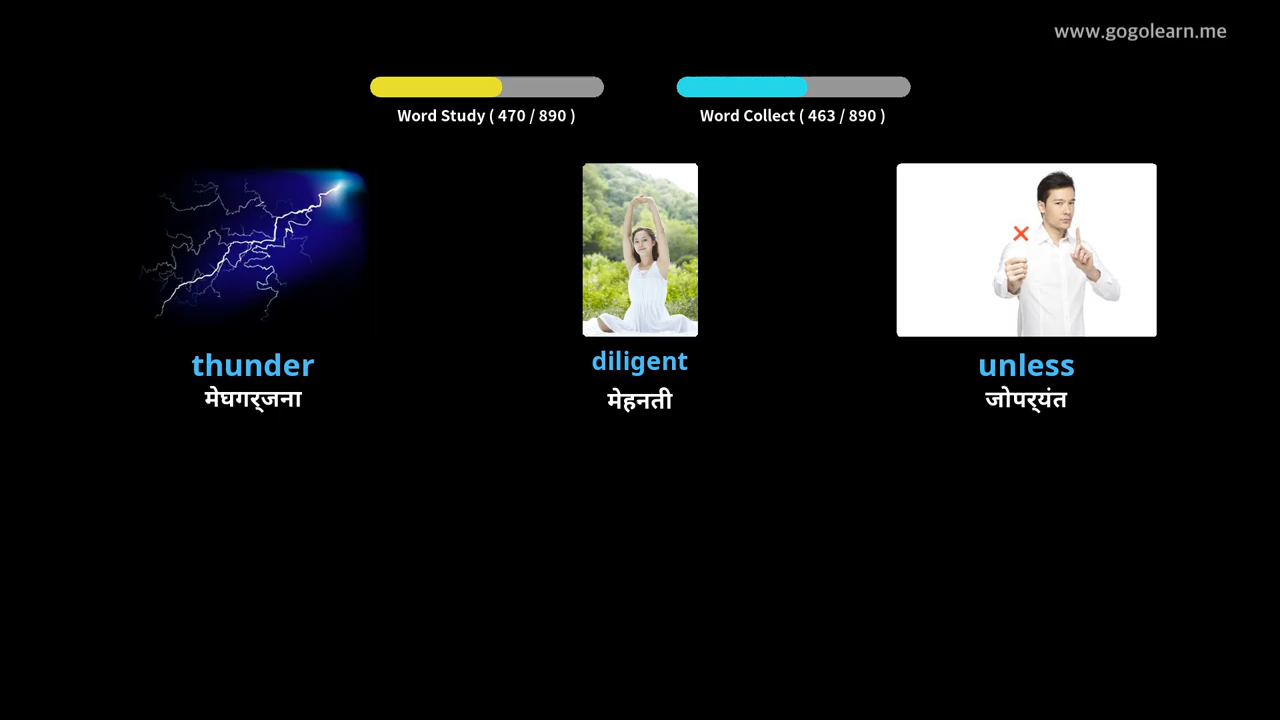 www.gogolearn.me
Word Study ( 470 / 890 )
Word Collect ( 463 / 890 )
thunder
मेघगर्‍जना
diligent
मेहनती
unless
जोपर्‍यंत